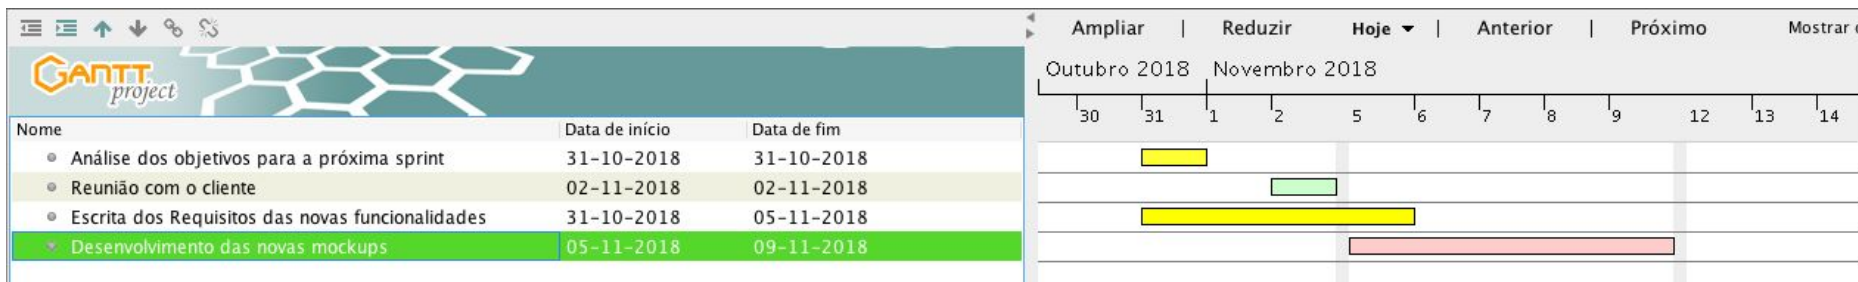 Ampliar | Reduzir Hoje | Anterior | Próximo Mostrar
GANTT project
Outubro 2018 Novembro 2018
30 31 1 2 5 6 7 8 9 12 13 14
Nome Data de início Data de fim
Análise dos objetivos para a próxima sprint 31-10-2018 31-10-2018
Reunião com o cliente 02-11-2018 02-11-2018
Escrita dos Requisitos das novas funcionalidades 31-10-2018 05-11-2018
Desenvolvimento das novas mockups 05-11-2018 09-11-2018